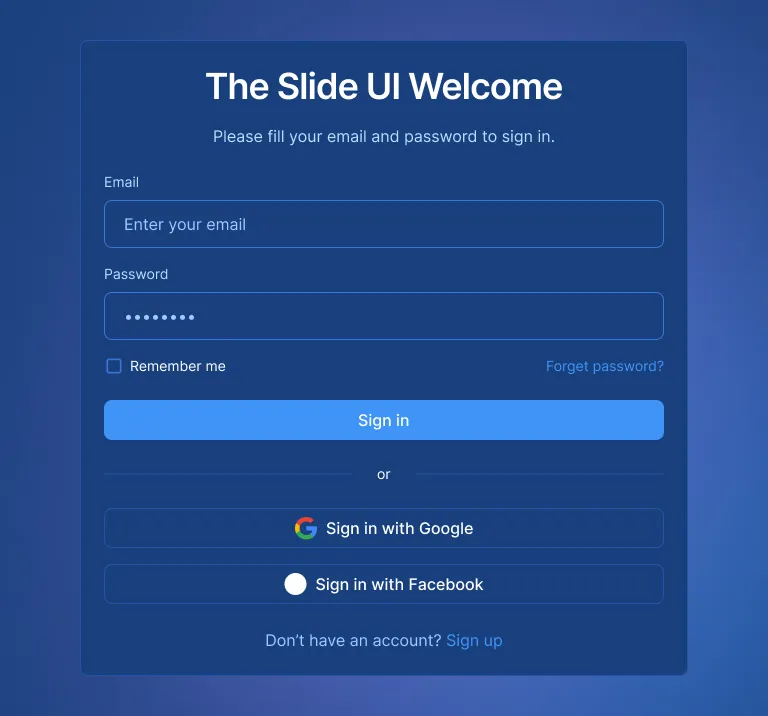 The Slide UI Welcome
Please fill your email and password to sign in.
Email
Enter your email
Password
••••••••
Remember me
Forget password?
Sign in
or
Sign in with Google
Sign in with Facebook
Don’t have an account? Sign up